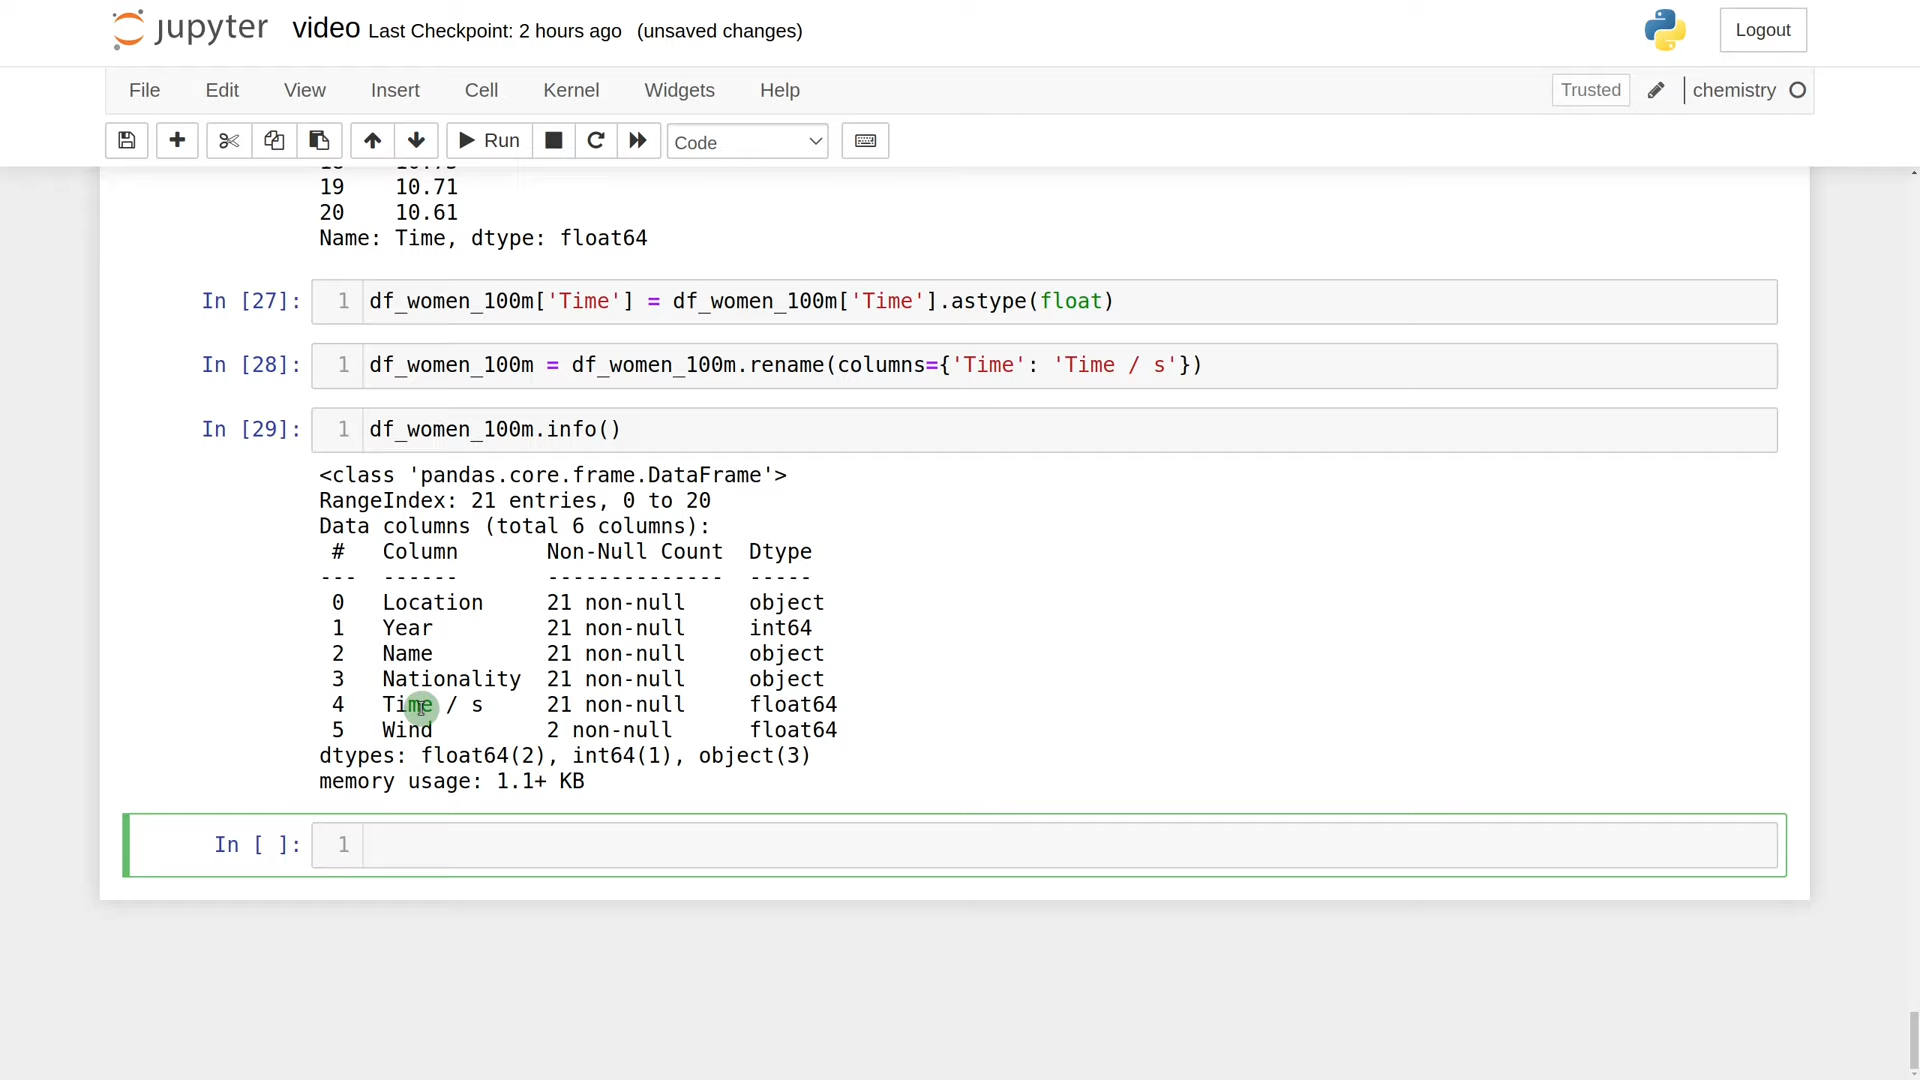 jupyter video Last Checkpoint: 2 hours ago (unsaved changes) Logout
File Edit View Insert Cell Kernel Widgets Help Trusted chemistry
Run Code
19 10.71
20 10.61
Name: Time, dtype: float64
In [27]: 1 df_women_100m['Time'] = df_women_100m['Time'].astype(float)
In [28]: 1 df_women_100m = df_women_100m.rename(columns={'Time': 'Time / s'})
In [29]: 1 df_women_100m.info()
<class 'pandas.core.frame.DataFrame'>
RangeIndex: 21 entries, 0 to 20
Data columns (total 6 columns):
# Column Non-Null Count Dtype
--- ------ -------------- -----
0 Location 21 non-null object
1 Year 21 non-null int64
2 Name 21 non-null object
3 Nationality 21 non-null object
4 Time / s 21 non-null float64
5 Wind 2 non-null float64
dtypes: float64(2), int64(1), object(3)
memory usage: 1.1+ KB
In [ ]: 1